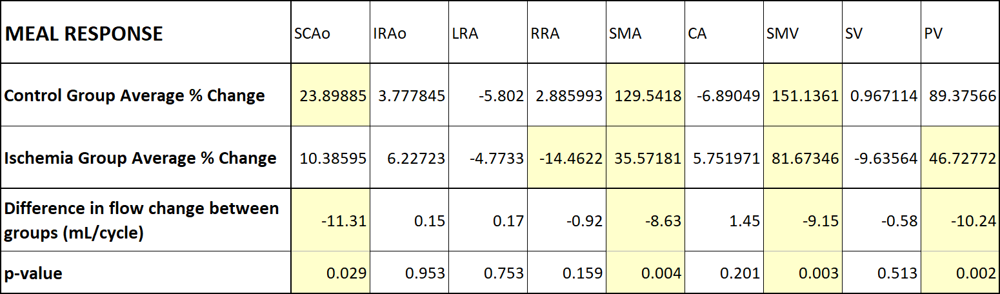 MEAL RESPONSE SCAo IRAo LRA RRA SMA CA SMV SV PV
Control Group Average % Change 23.89885 3.777845 -5.802 2.885993 129.5418 -6.89049 151.1361 0.967114 89.37566
Ischemia Group Average % Change 10.38595 6.22723 -4.7733 -14.4622 35.57181 5.751971 81.67346 -9.63564 46.72772
Difference in flow change between
groups (mL/cycle) -11.31 0.15 0.17 -0.92 -8.63 1.45 -9.15 -0.58 -10.24
p-value 0.029 0.953 0.753 0.159 0.004 0.201 0.003 0.513 0.002